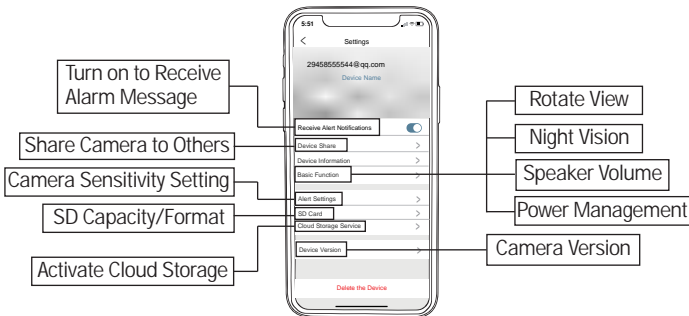 5:51
Settings
29458555544@qq.com
Device Name
Turn on to Receive
Alarm Message
Share Camera to Others
Camera Sensitivity Setting
SD Capacity/Format
Activate Cloud Storage
Receive Alert Notifications
Device Share
Device Information
Basic Function
Alert Settings
SD Card
Cloud Storage Service
Device Version
Delete the Device
Rotate View
Night Vision
Speaker Volume
Power Management
Camera Version